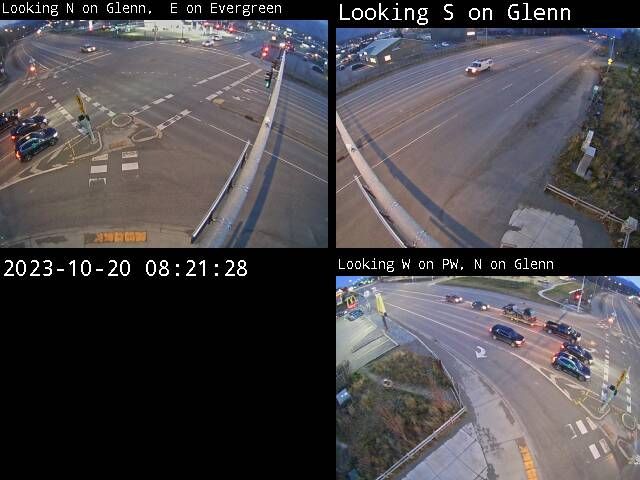 Looking N on Glenn,  E on Evergreen
Looking S on Glenn
2023-10-20 08:21:28
Looking W on PW, N on Glenn